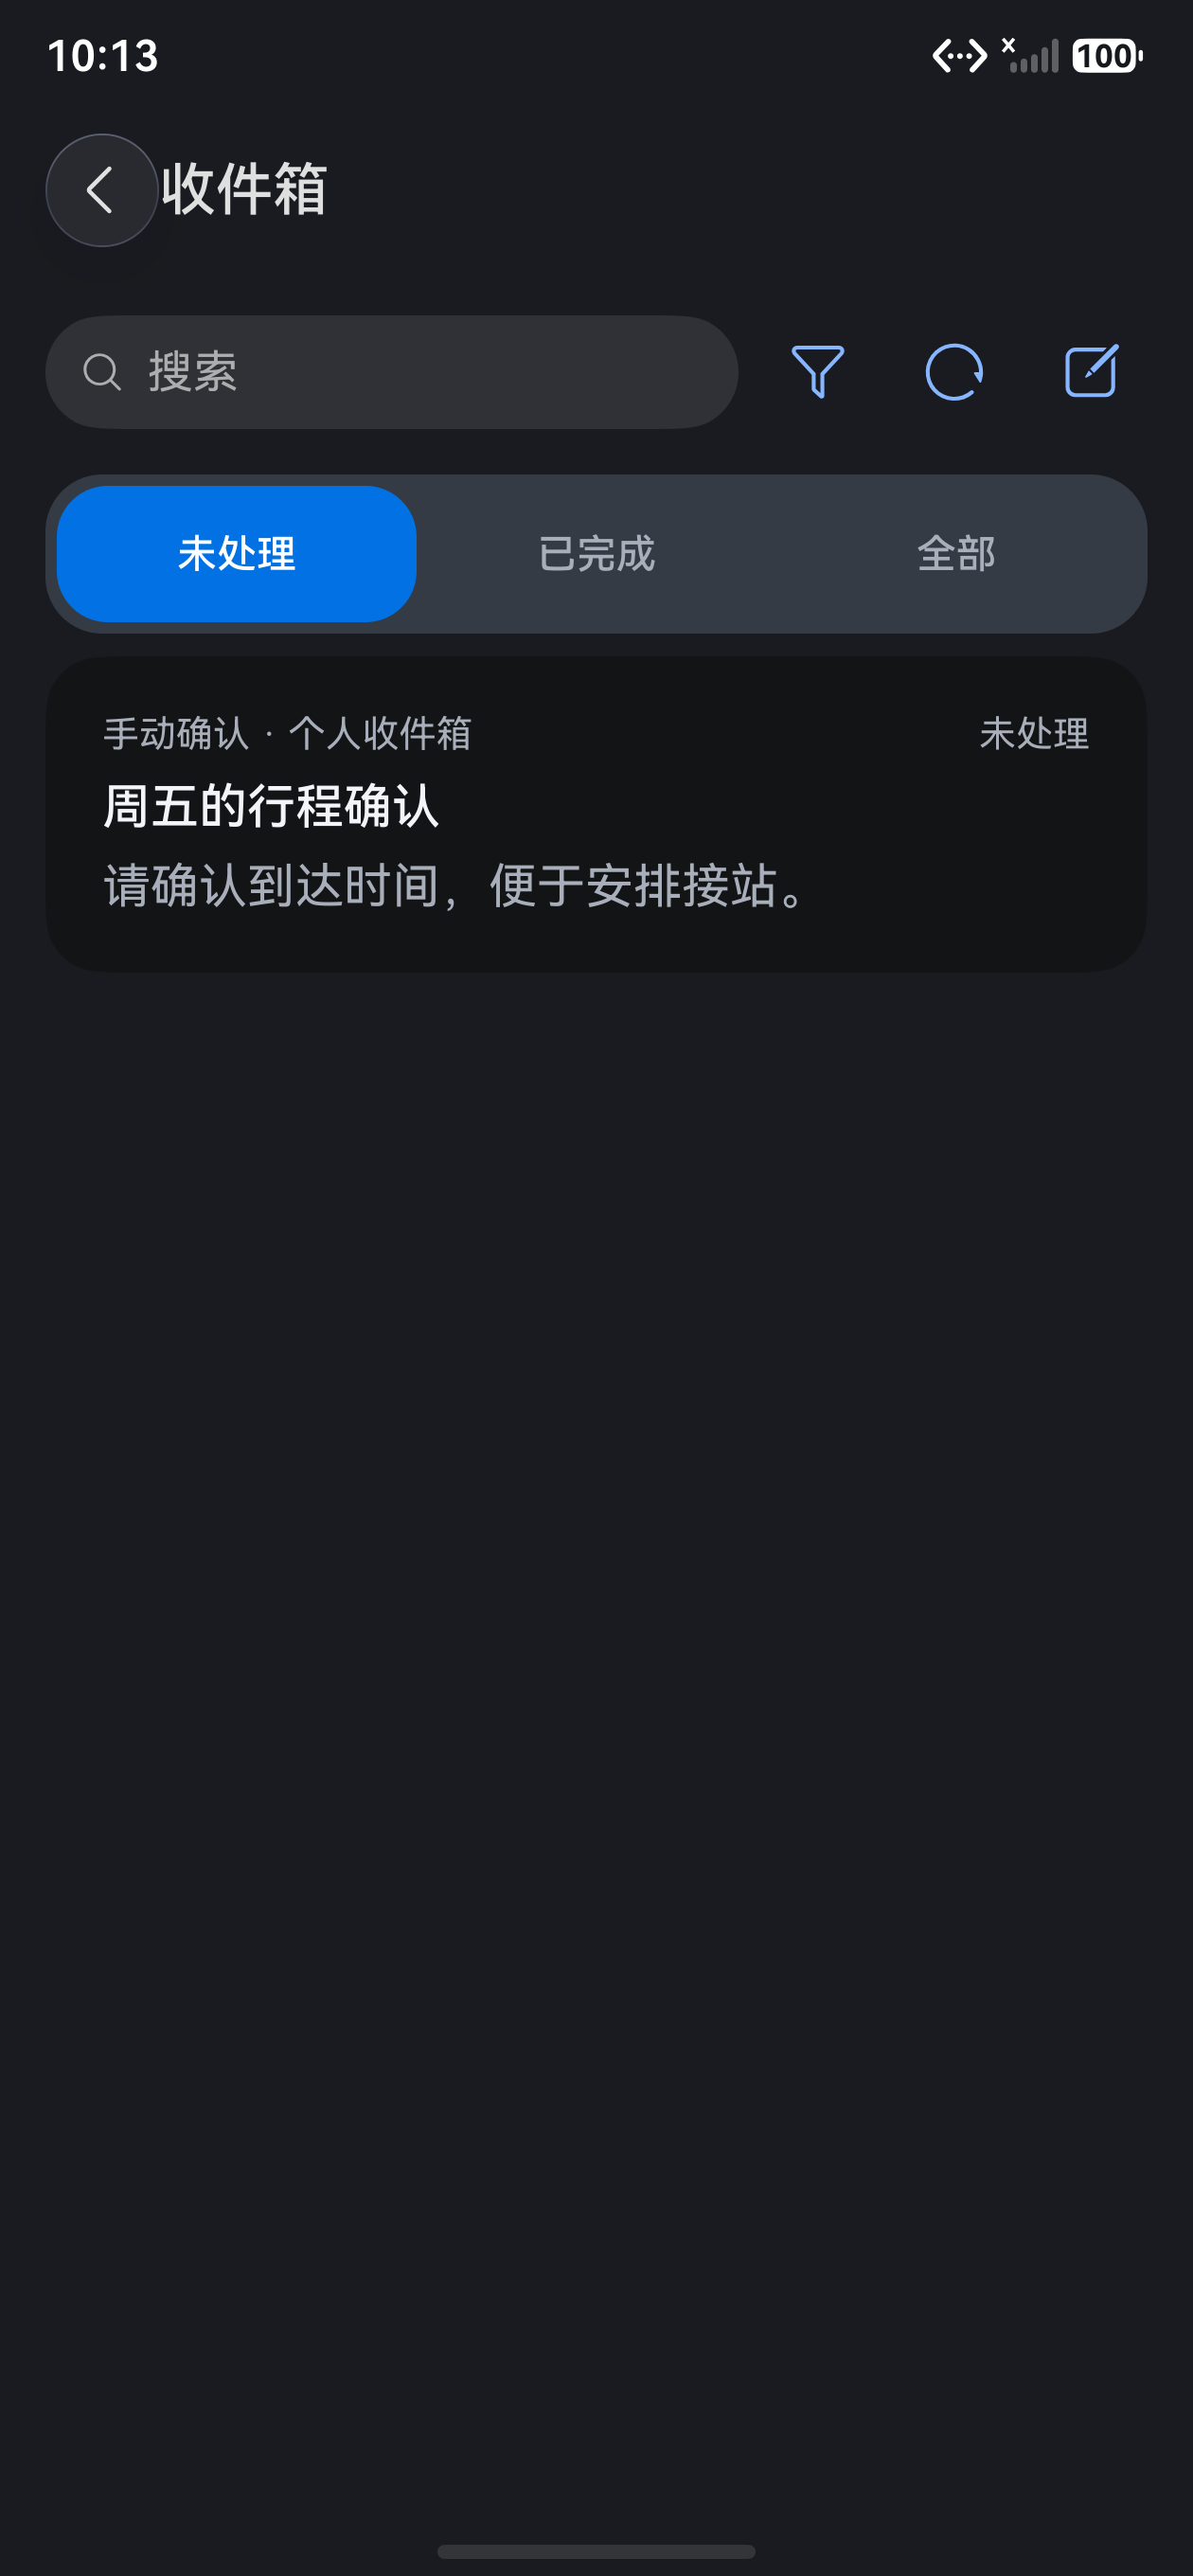 10:13
100
收件箱
搜索
未处理 已完成 全部
手动确认 · 个人收件箱 未处理
周五的行程确认
请确认到达时间，便于安排接站。